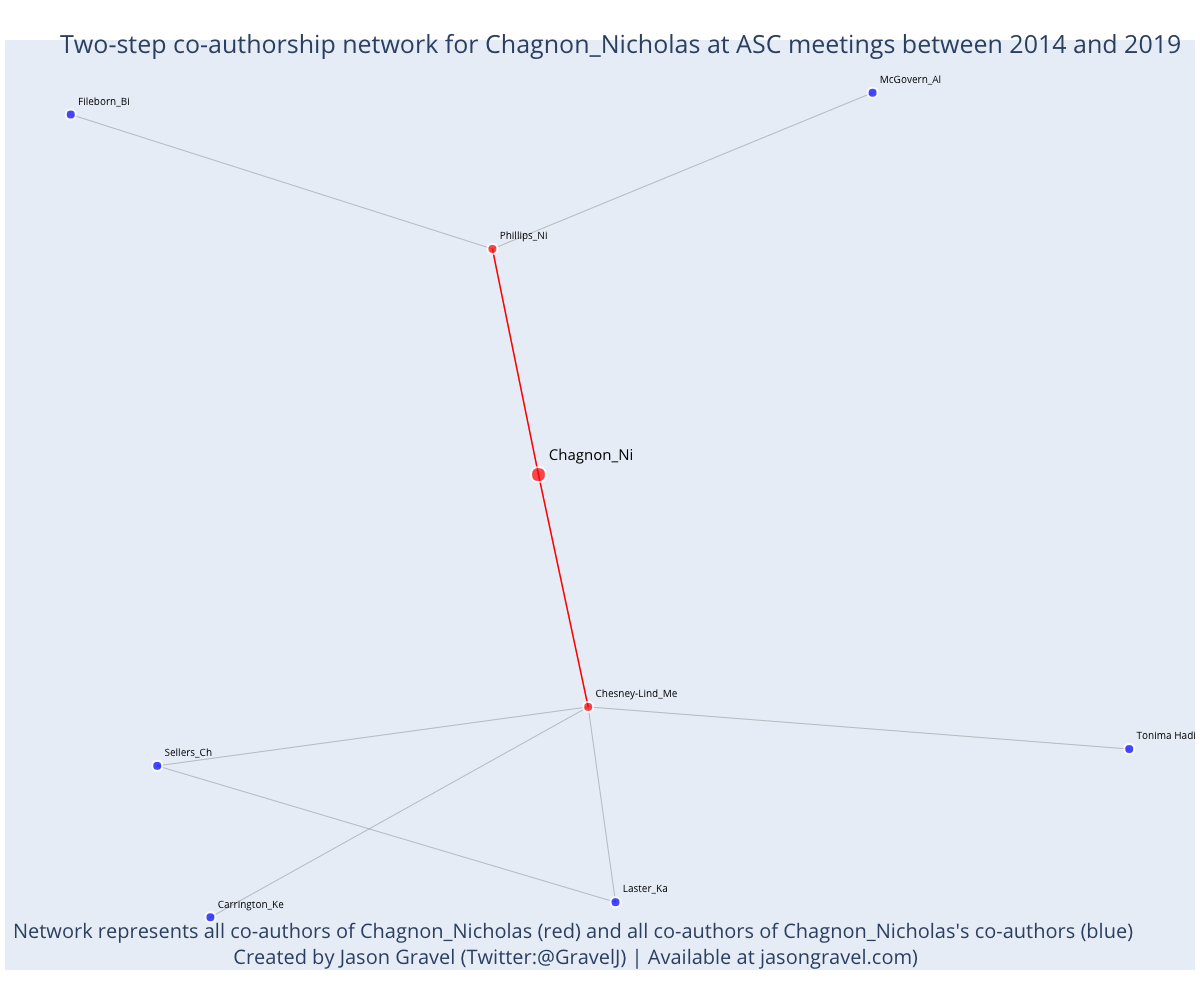 Two-step co-authorship network for Chagnon_Nicholas at ASC meetings between 2014 and 2019
McGovern_Al
Fileborn_Bi
Phillips_Ni
Chagnon_Ni
Chesney-Lind_Me
Tonima Hadi
Sellers_Ch
Laster_Ka
Carrington_Ke
Network represents all co-authors of Chagnon_Nicholas (red) and all co-authors of Chagnon_Nicholas's co-authors (blue)
Created by Jason Gravel (Twitter:@GravelJ) | Available at jasongravel.com)